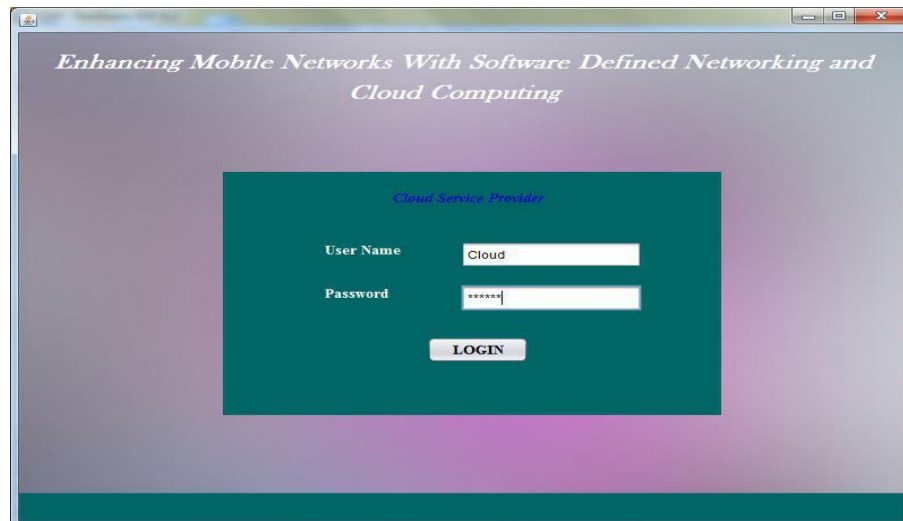 Enhancing Mobile Networks With Software Defined Networking and
Cloud Computing
Cloud Service Provider
User Name
Cloud
Password
******
LOGIN